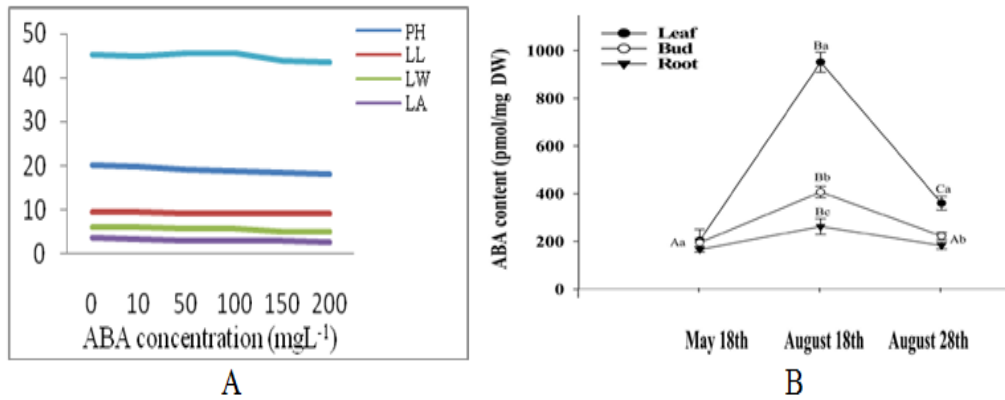 50
40
30
20
10
0
PH
LL
LW
LA
0 10 50 100 150 200
ABA concentration (mgL⁻¹)
A
ABA content (pmol/mg DW)
1000
800
600
400
200
0
Leaf
Bud
Root
Ba
Bb
Bc
Ca
Aa
Ab
May 18th August 18th August 28th
B